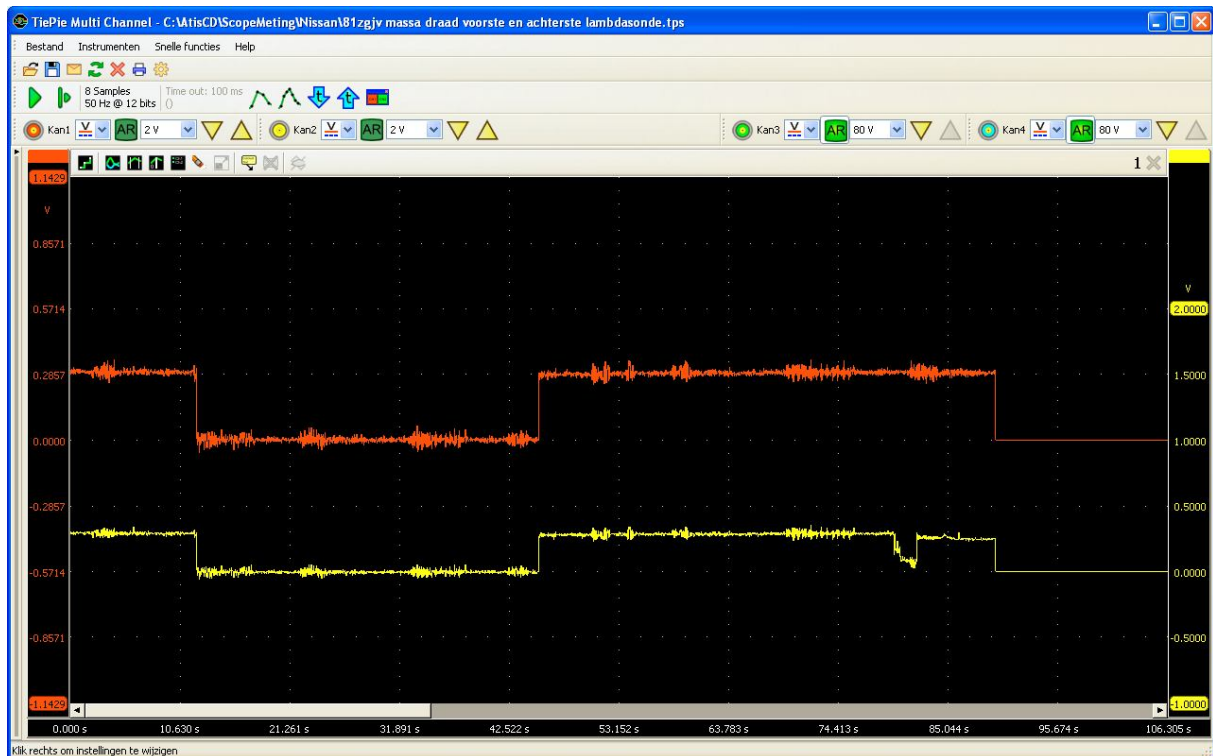 TiePie Multi Channel - C:\AtisCD\ScopeMeting\Nissan\81zgjv massa draad voorste en achterste lambdasonde.tps
Bestand Instrumenten Snelle functies Help
8 Samples
50 Hz @ 12 bits
Time out: 100 ms
()
Kan1 AR 2 V Kan2 AR 2 V Kan3 AR 80 V Kan4 AR 80 V
1
1.1429
V
0.8571
0.5714
0.2857
0.0000
-0.2857
-0.5714
-0.8571
-1.1429
V
2.0000
1.5000
1.0000
0.5000
0.0000
-0.5000
-1.0000
0.000 s 10.630 s 21.261 s 31.891 s 42.522 s 53.152 s 63.783 s 74.413 s 85.044 s 95.674 s 106.305 s
Klik rechts om instellingen te wijzigen